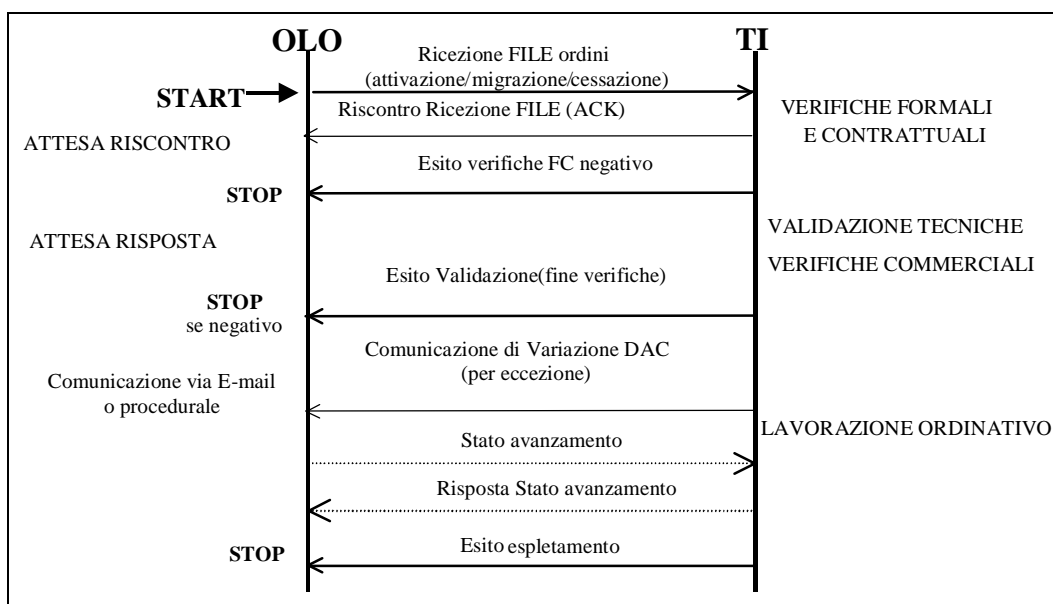 OLO
TI
Ricezione FILE ordini
(attivazione/migrazione/cessazione)
START
Riscontro Ricezione FILE (ACK)
VERIFICHE FORMALI
E CONTRATTUALI
ATTESA RISCONTRO
Esito verifiche FC negativo
STOP
ATTESA RISPOSTA
VALIDAZIONE TECNICHE
VERIFICHE COMMERCIALI
Esito Validazione(fine verifiche)
STOP
se negativo
Comunicazione di Variazione DAC
(per eccezione)
Comunicazione via E-mail
o procedurale
LAVORAZIONE ORDINATIVO
Stato avanzamento
Risposta Stato avanzamento
Esito espletamento
STOP